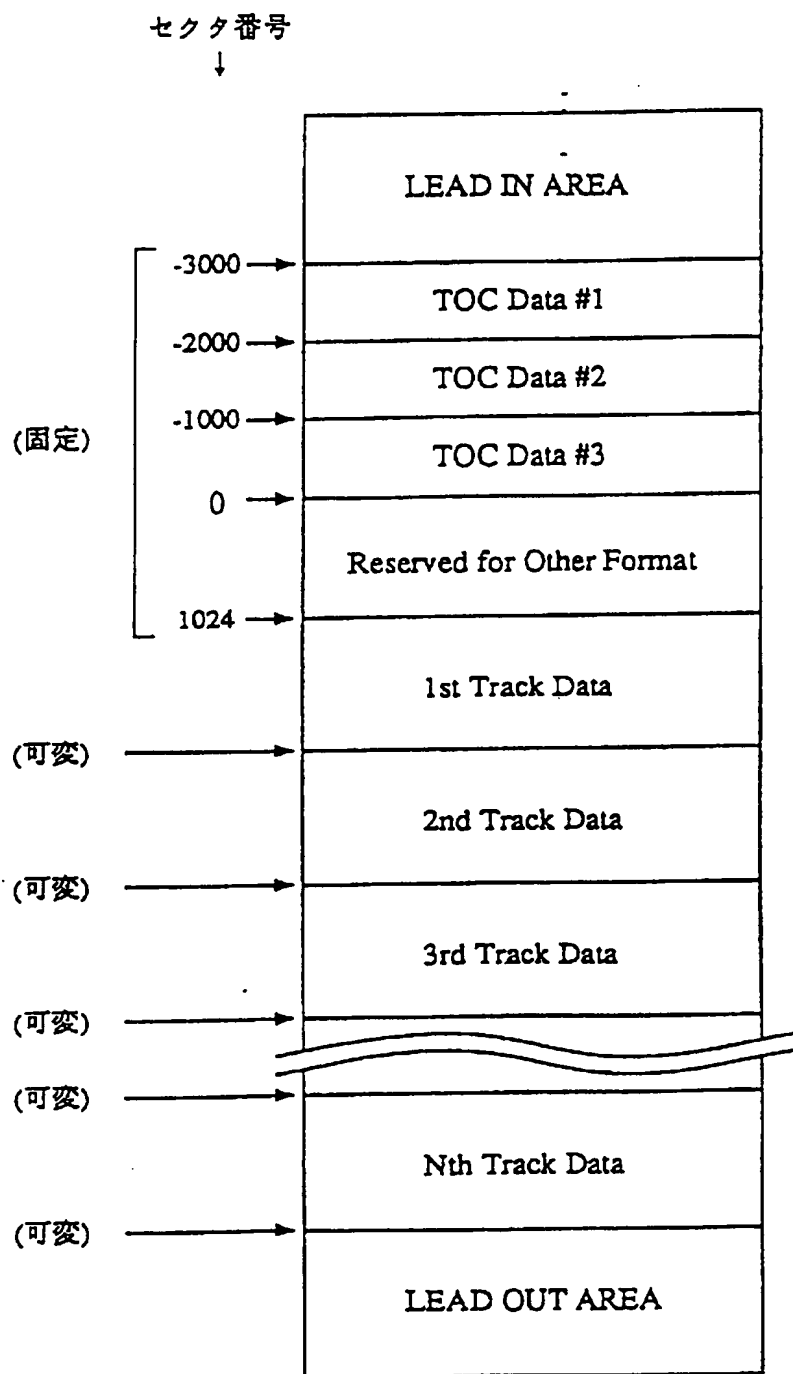 セクタ番号
↓
LEAD IN AREA
-3000
TOC Data #1
-2000
TOC Data #2
-1000
(固定)
TOC Data #3
0
Reserved for Other Format
1024
1st Track Data
(可変)
2nd Track Data
(可変)
3rd Track Data
(可変)
(可変)
Nth Track Data
(可変)
LEAD OUT AREA